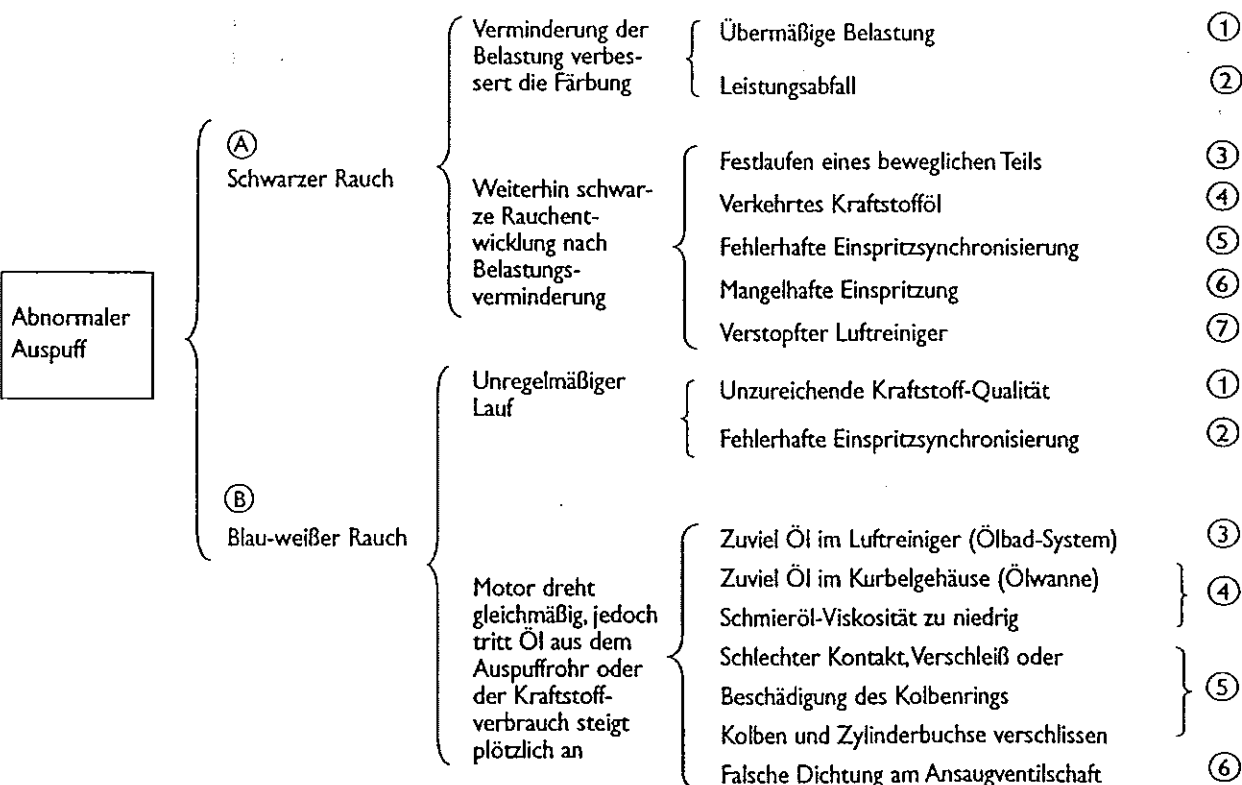 Abnormaler
Auspuff
Ⓐ
Schwarzer Rauch
Verminderung der
Belastung verbes-
sert die Färbung
Übermäßige Belastung ①
Leistungsabfall ②
Weiterhin schwar-
ze Rauchent-
wicklung nach
Belastungs-
verminderung
Festlaufen eines beweglichen Teils ③
Verkehrtes Kraftstofföl ④
Fehlerhafte Einspritzsynchronisierung ⑤
Mangelhafte Einspritzung ⑥
Verstopfter Luftreiniger ⑦
Ⓑ
Blau-weißer Rauch
Unregelmäßiger
Lauf
Unzureichende Kraftstoff-Qualität ①
Fehlerhafte Einspritzsynchronisierung ②
Motor dreht
gleichmäßig, jedoch
tritt Öl aus dem
Auspuffrohr oder
der Kraftstoff-
verbrauch steigt
plötzlich an
Zuviel Öl im Luftreiniger (Ölbad-System) ③
Zuviel Öl im Kurbelgehäuse (Ölwanne)
Schmieröl-Viskosität zu niedrig
④
Schlechter Kontakt, Verschleiß oder
Beschädigung des Kolbenrings
Kolben und Zylinderbuchse verschlissen
⑤
Falsche Dichtung am Ansaugventilschaft ⑥